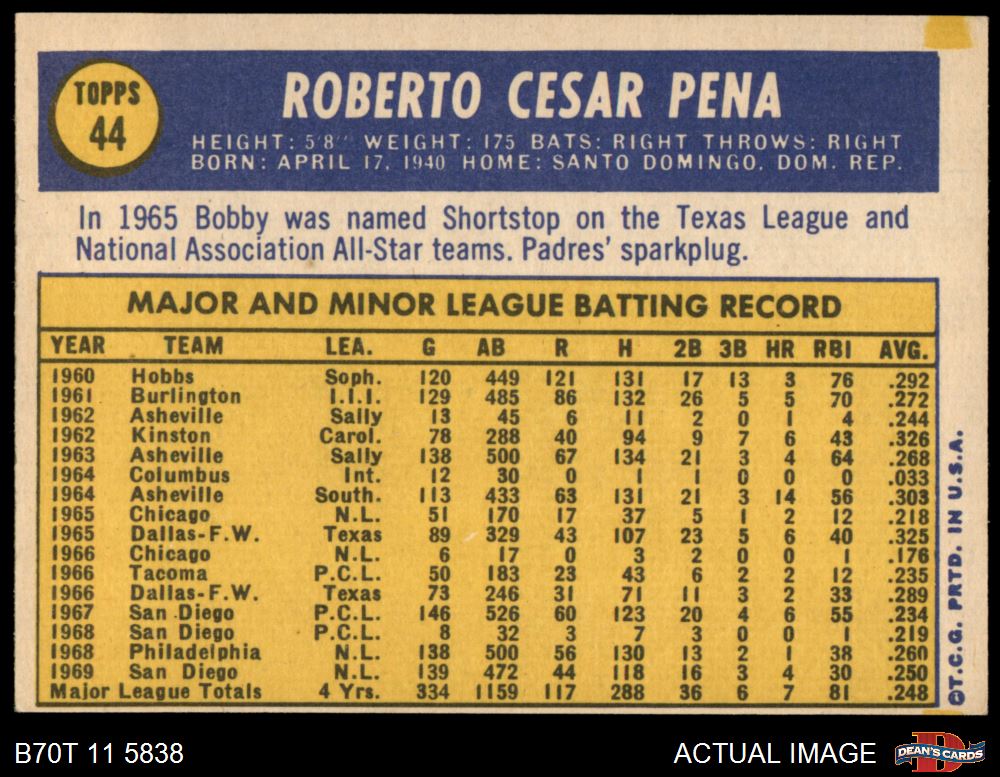 TOPPS
44
ROBERTO CESAR PENA
HEIGHT: 5'8" WEIGHT: 175 BATS: RIGHT THROWS: RIGHT
BORN: APRIL 17, 1940 HOME: SANTO DOMINGO, DOM. REP.
In 1965 Bobby was named Shortstop on the Texas League and
National Association All-Star teams. Padres' sparkplug.
MAJOR AND MINOR LEAGUE BATTING RECORD
YEAR TEAM LEA. G AB R H 2B 3B HR RBI AVG.
1960 Hobbs Soph. 120 449 121 131 17 13 3 76 .292
1961 Burlington I.I.I. 129 485 86 132 26 5 5 70 .272
1962 Asheville Sally 13 45 6 11 2 0 1 4 .244
1962 Kinston Carol. 78 288 40 94 9 7 6 43 .326
1963 Asheville Sally 138 500 67 134 21 3 4 64 .268
1964 Columbus Int. 12 30 0 1 1 0 0 0 .033
1964 Asheville South. 113 433 63 131 21 3 14 56 .303
1965 Chicago N.L. 51 170 17 37 5 1 2 12 .218
1965 Dallas-F.W. Texas 89 329 43 107 23 5 6 40 .325
1966 Chicago N.L. 6 17 0 3 2 0 0 1 .176
1966 Tacoma P.C.L. 50 183 23 43 6 2 2 12 .235
1966 Dallas-F.W. Texas 73 246 31 71 11 3 2 33 .289
1967 San Diego P.C.L. 146 526 60 123 20 4 6 55 .234
1968 San Diego P.C.L. 8 32 3 7 3 0 0 1 .219
1968 Philadelphia N.L. 138 500 56 130 13 2 1 38 .260
1969 San Diego N.L. 139 472 44 118 16 3 4 30 .250
Major League Totals 4 Yrs. 334 1159 117 288 36 6 7 81 .248
©T.C.G. PRTD. IN U.S.A.
B70T 11 5838
ACTUAL IMAGE
D
DEAN'S CARDS